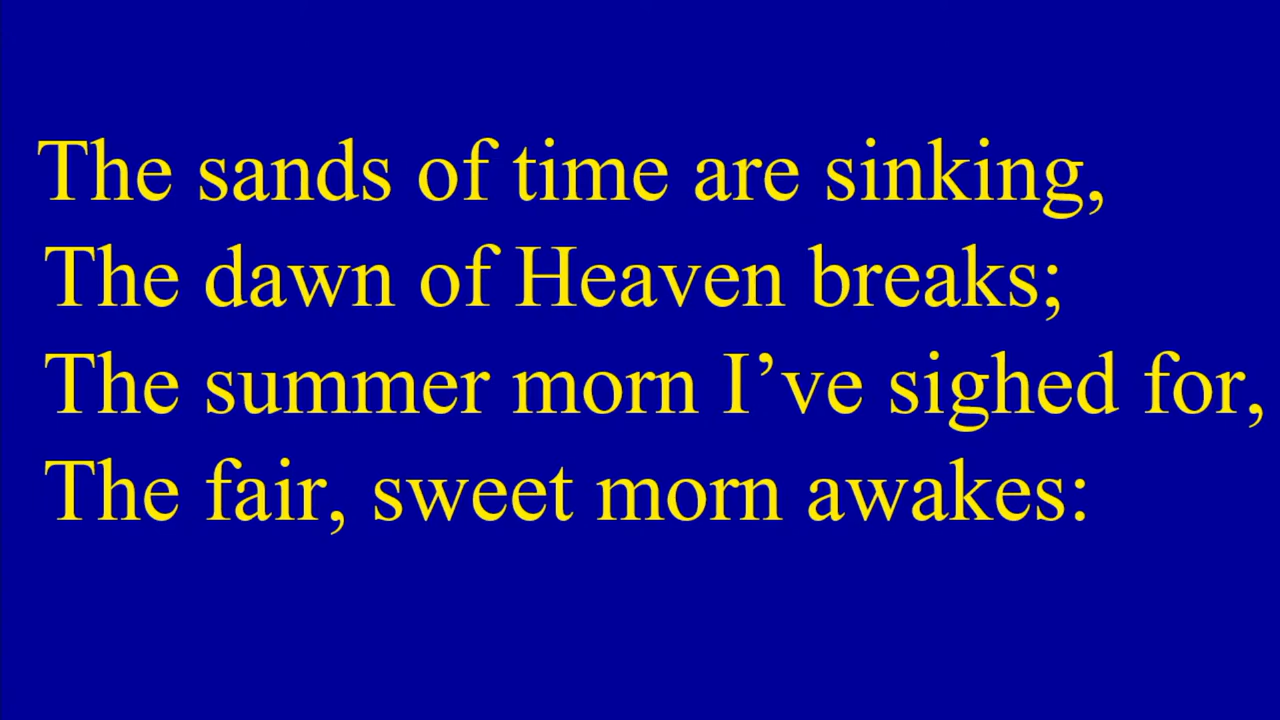 The sands of time are sinking,
The dawn of Heaven breaks;
The summer morn I’ve sighed for,
The fair, sweet morn awakes: